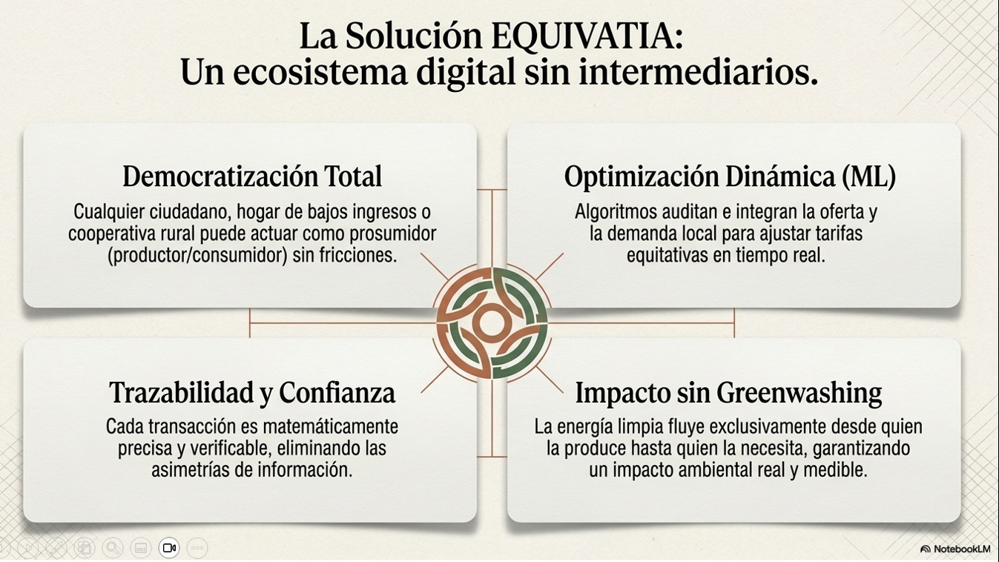 La Solución EQUIVATIA:
Un ecosistema digital sin intermediarios.
Democratización Total
Cualquier ciudadano, hogar de bajos ingresos o
cooperativa rural puede actuar como prosumidor
(productor/consumidor) sin fricciones.
Optimización Dinámica (ML)
Algoritmos auditan e integran la oferta y
la demanda local para ajustar tarifas
equitativas en tiempo real.
Trazabilidad y Confianza
Cada transacción es matemáticamente
precisa y verificable, eliminando las
asimetrías de información.
Impacto sin Greenwashing
La energía limpia fluye exclusivamente desde quien
la produce hasta quien la necesita, garantizando
un impacto ambiental real y medible.
NotebookLM